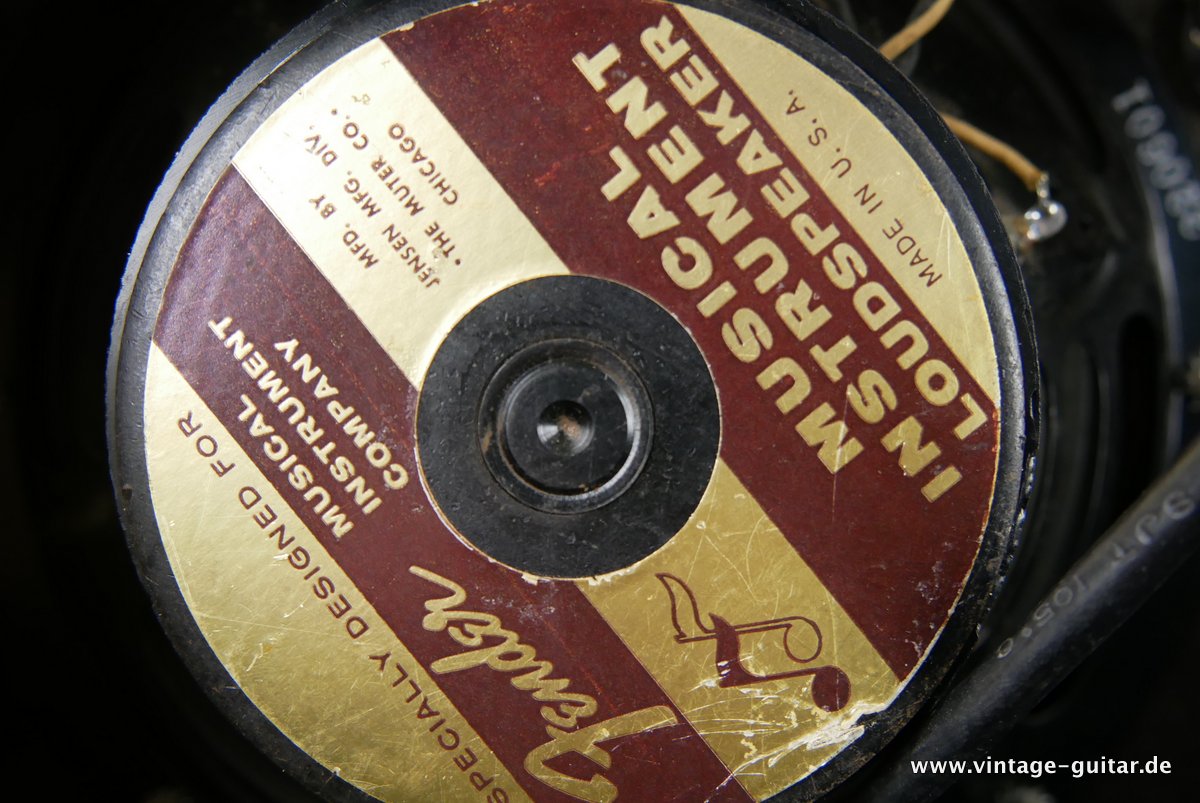 MADE IN U. S. A.
MUSICAL
INSTRUMENT
LOUDSPEAKER
MFD. BY
JENSEN MFG. DIV.
• THE MUTER CO. •
CHICAGO
SPECIALLY DESIGNED FOR
Fender
MUSICAL
INSTRUMENT
COMPANY
www.vintage-guitar.de